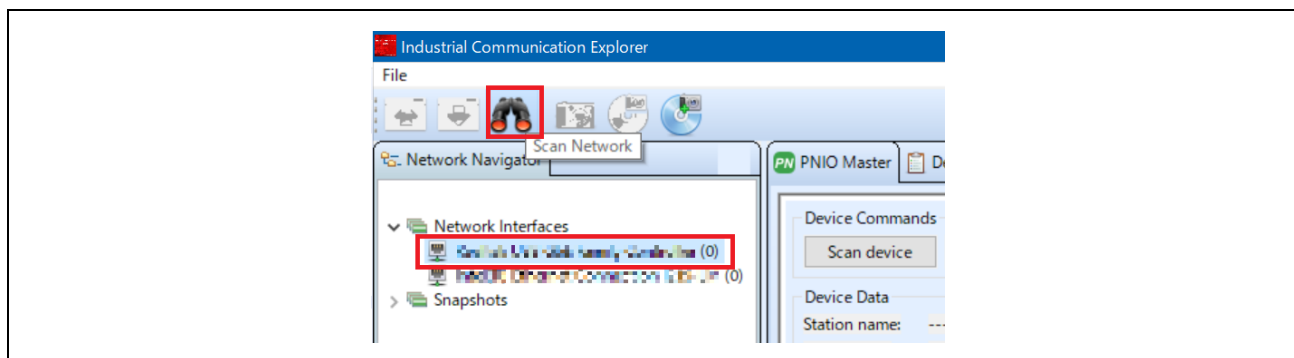 Industrial Communication Explorer
File
Scan Network
Network Navigator
PN PNIO Master
Network Interfaces
(0)
(0)
Snapshots
Device Commands
Scan device
Device Data
Station name: ---